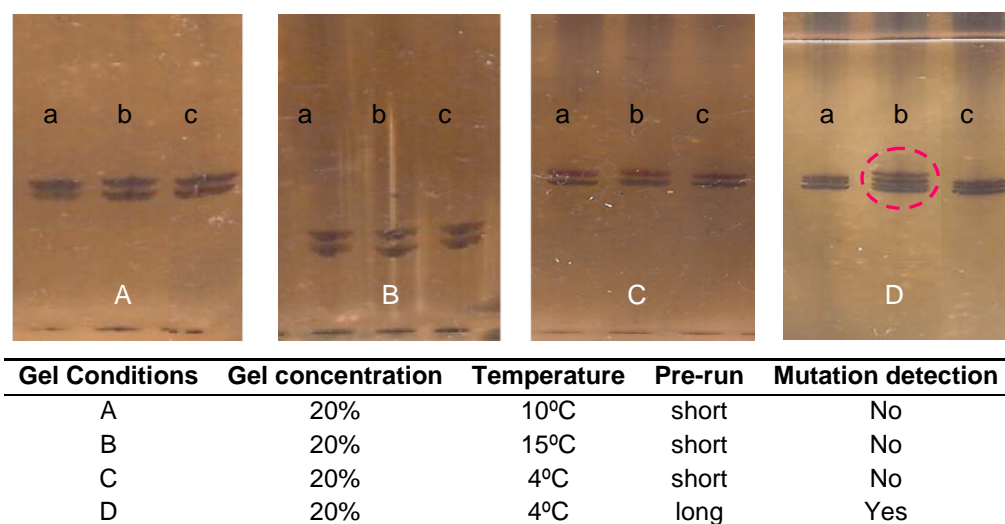 a b c a b c a b c a b c
A B C D
Gel Conditions Gel concentration Temperature Pre-run Mutation detection
A 20% 10ºC short No
B 20% 15ºC short No
C 20% 4ºC short No
D 20% 4ºC long Yes